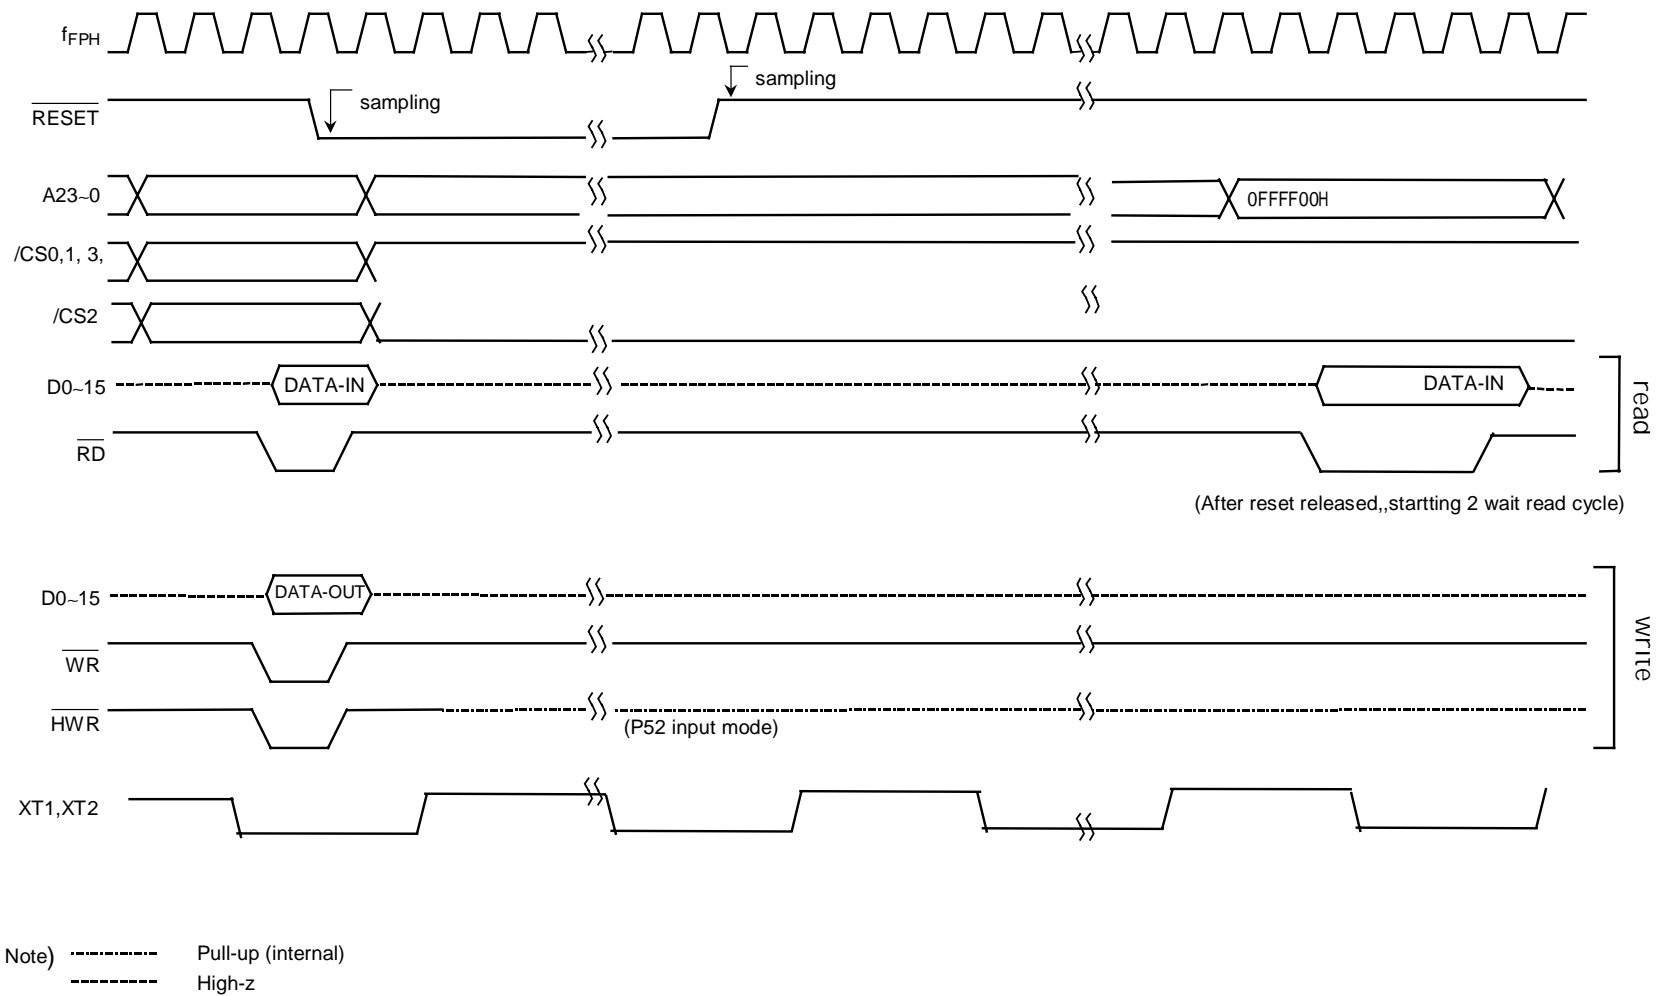 fFPH
sampling
sampling
RESET
A23~0
0FFFF00H
/CS0,1, 3,
/CS2
D0~15
DATA-IN
DATA-IN
read
RD
(After reset released,,startting 2 wait read cycle)
D0~15
DATA-OUT
WR
write
HWR
(P52 input mode)
XT1,XT2
Note)
Pull-up (internal)
High-z